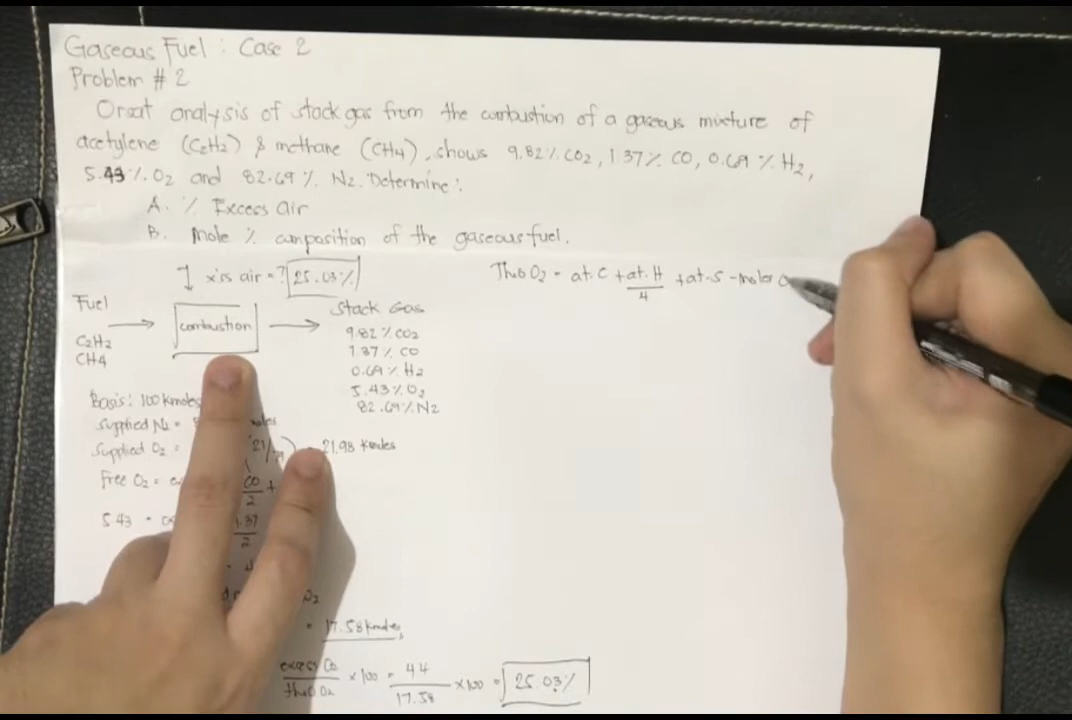 Gaseous Fuel : Case 2
Problem # 2
Orsat analysis of stack gas from the combustion of a gaseous mixture of
acetylene (C2H2) & methane (CH4), shows 9.82% CO2, 1.37% CO, 0.69% H2,
5.43% O2 and 82.69% N2. Determine:
A. % Excess air
B. Mole % composition of the gaseous fuel.
x's air = ? 25.03%
Theo O2 = at. C + at. H / 4 + at. S - moles O
Fuel
C2H2
CH4
combustion
Stack Gas
9.82% CO2
1.37% CO
0.69% H2
5.43% O2
82.69% N2
Basis: 100 Kmoles
Supplied N2 =
Supplied O2 = 21/ = 21.98 Kmoles
Free O2 = CO/2 +
5.43 = 1.37/2
O2
= 17.58 kmoles
excess O2 / theo O2 x 100 = 4.4 / 17.58 x 100 = 25.03%